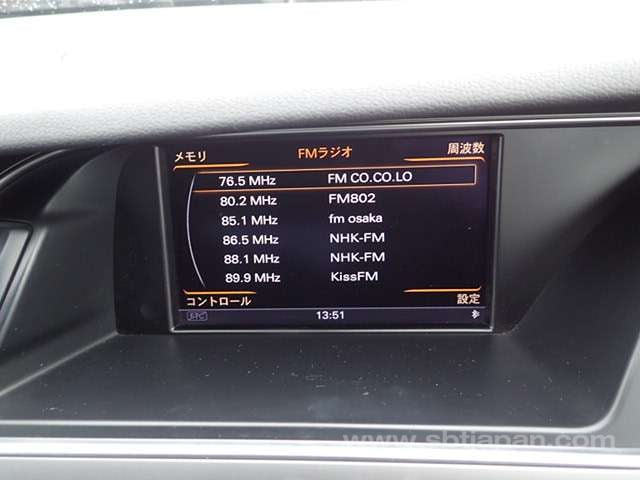 メモリ FMラジオ 周波数
76.5 MHz FM CO.CO.LO
80.2 MHz FM802
85.1 MHz fm osaka
86.5 MHz NHK-FM
88.1 MHz NHK-FM
89.9 MHz KissFM
コントロール 設定
ETC 13:51
www.sbtjapan.com